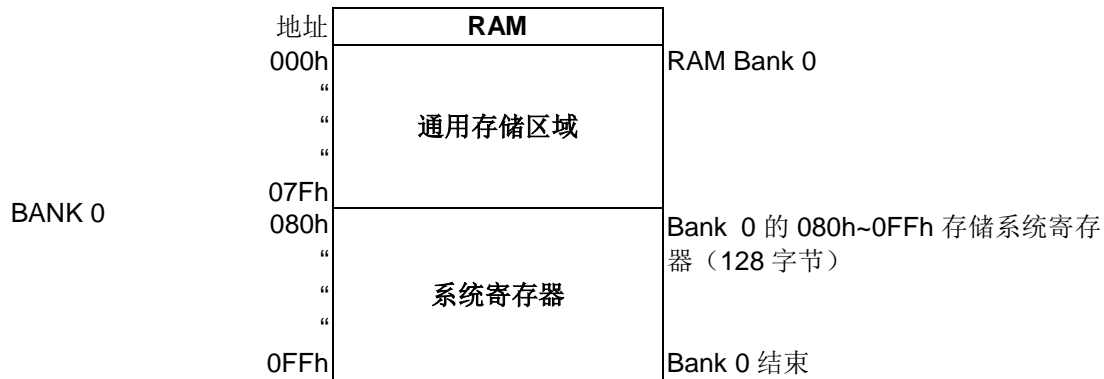 地址 RAM
000h RAM Bank 0
“
“ 通用存储区域
“
07Fh
BANK 0
080h Bank 0 的 080h~0FFh 存储系统寄存
“ 器（128 字节）
“ 系统寄存器
“
0FFh Bank 0 结束